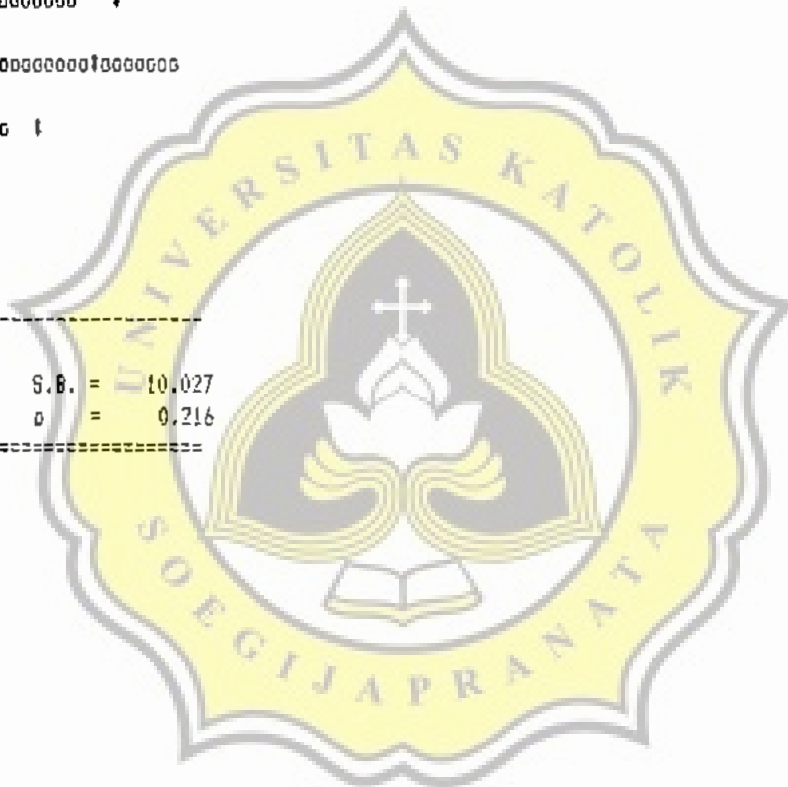 UNIVERSITAS KATOLIK
S.B. = 10.027
p = 0.216
SOEGIJAPRANATA